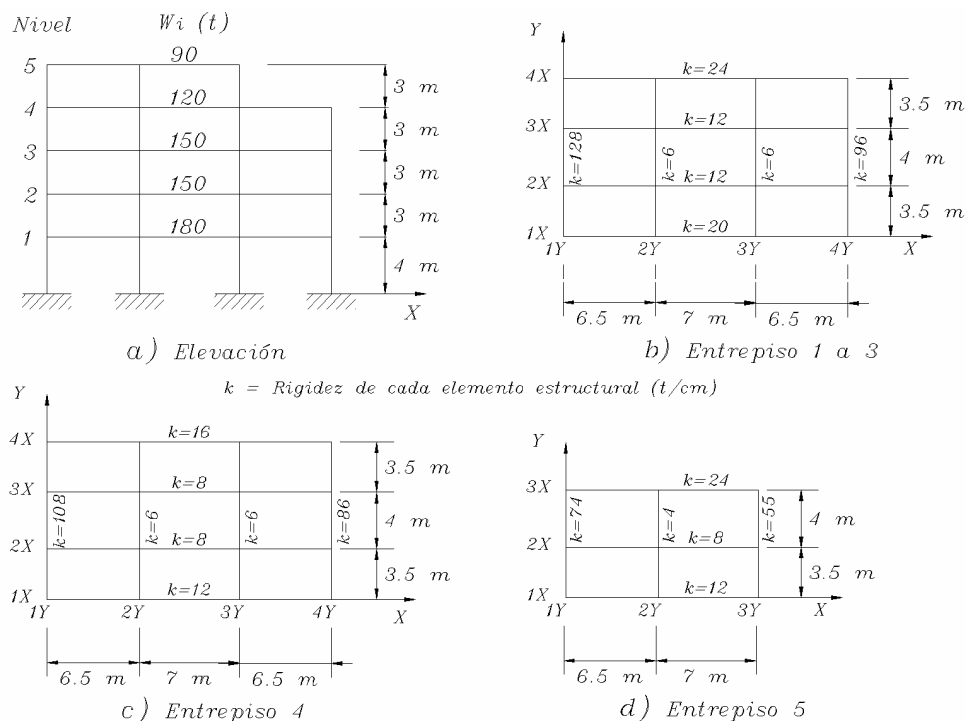 Nivel Wi (t)
5 90
4 120
3 150
2 150
1 180
3 m
3 m
3 m
3 m
4 m
X
a) Elevación
Y
4X k=24
3X k=12
k=128 k=6 k=12 k=6 k=96
2X
1X k=20
1Y 2Y 3Y 4Y X
3.5 m
4 m
3.5 m
6.5 m 7 m 6.5 m
b) Entrepiso 1 a 3
k = Rigidez de cada elemento estructural (t/cm)
Y
4X k=16
3X k=8
k=108 k=6 k=8 k=6 k=86
2X
1X k=12
1Y 2Y 3Y 4Y X
3.5 m
4 m
3.5 m
6.5 m 7 m 6.5 m
c) Entrepiso 4
Y
3X k=24
k=74 k=4 k=8 k=55
2X
1X k=12
1Y 2Y 3Y X
4 m
3.5 m
6.5 m 7 m
d) Entrepiso 5